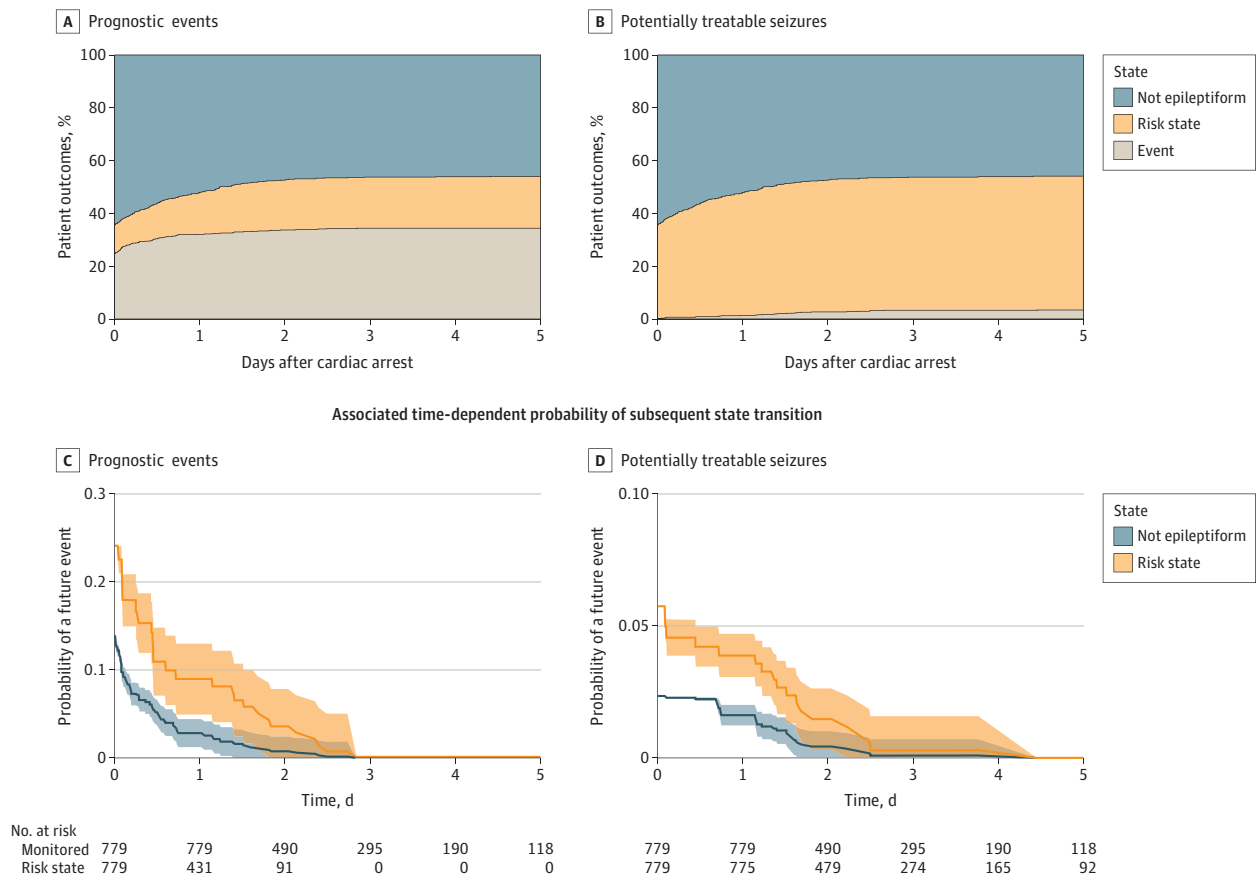 A Prognostic events
100
80
60
40
20
0
Patient outcomes, %
0 1 2 3 4 5
Days after cardiac arrest
B Potentially treatable seizures
100
80
60
40
20
0
Patient outcomes, %
0 1 2 3 4 5
Days after cardiac arrest
State
Not epileptiform
Risk state
Event
Associated time-dependent probability of subsequent state transition
C Prognostic events
0.3
0.2
0.1
0
Probability of a future event
0 1 2 3 4 5
Time, d
No. at risk
Monitored 779 779 490 295 190 118
Risk state 779 431 91 0 0 0
D Potentially treatable seizures
0.10
0.05
0
Probability of a future event
0 1 2 3 4 5
Time, d
779 779 490 295 190 118
779 775 479 274 165 92
State
Not epileptiform
Risk state